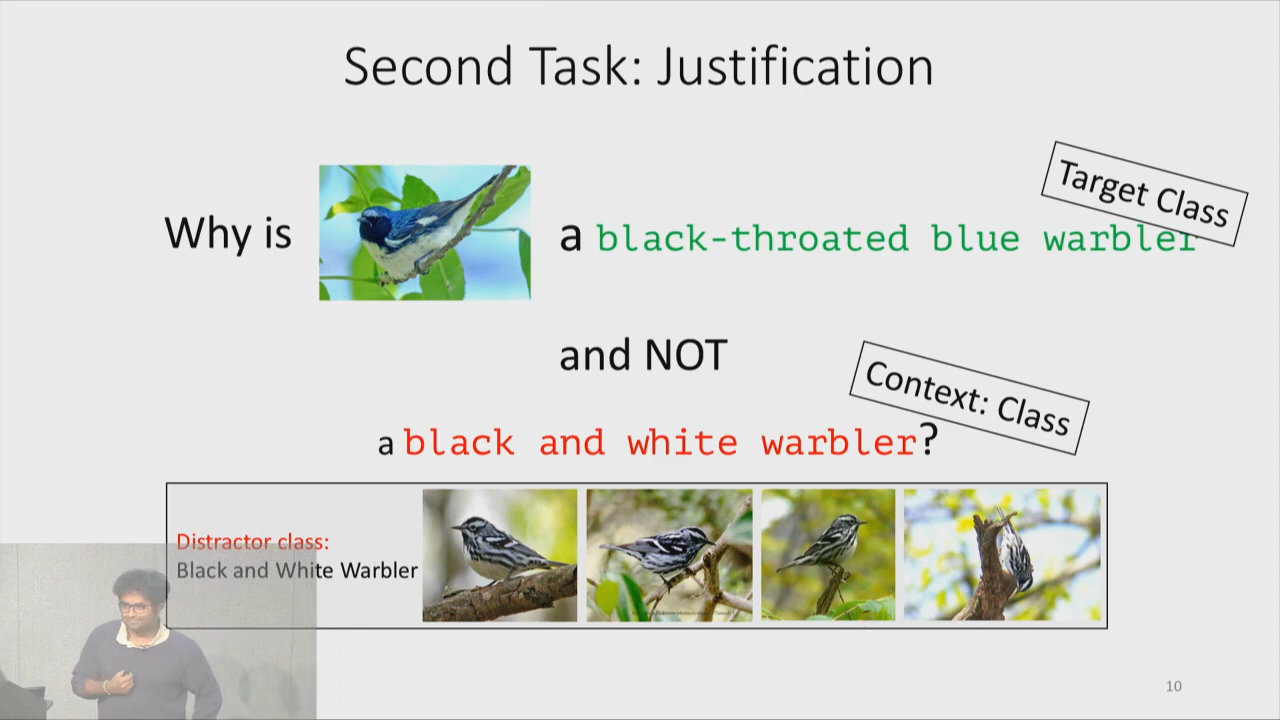 Second Task: Justification
Target Class
Why is a black-throated blue warbler
and NOT
Context: Class
a black and white warbler?
Distractor class:
Black and White Warbler
10